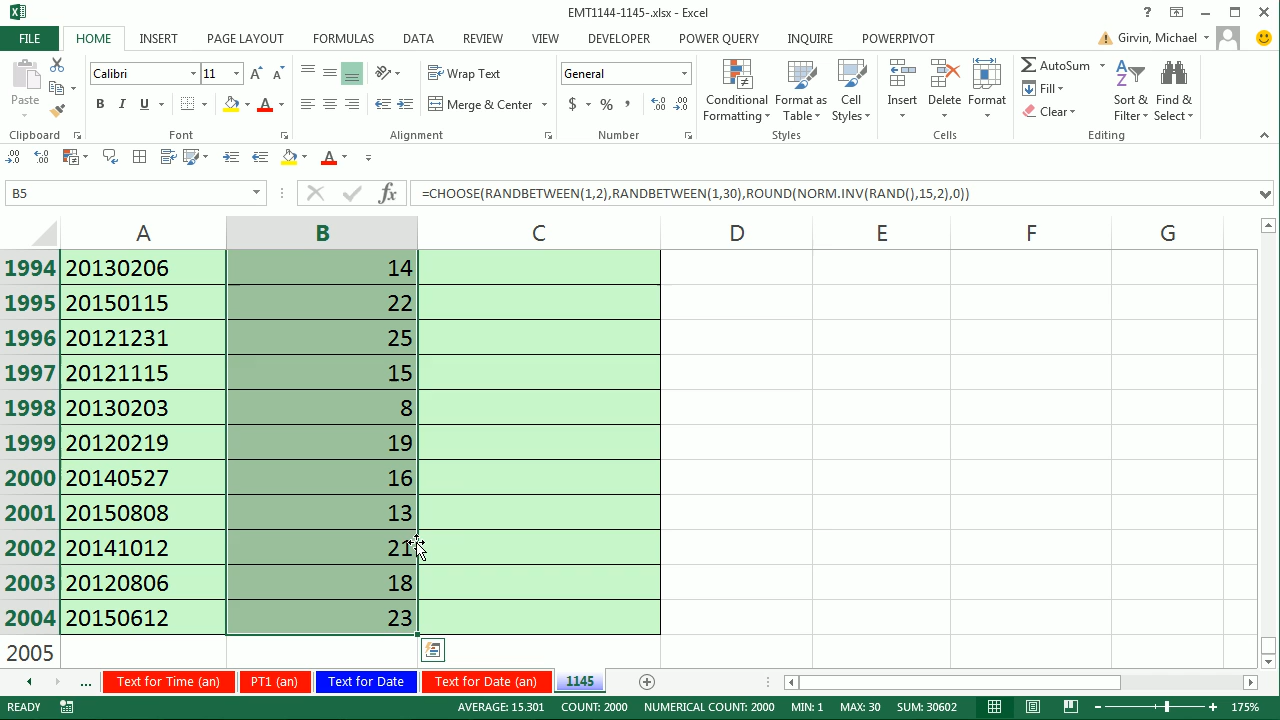 EMT1144-1145-.xlsx - Excel
FILE HOME INSERT PAGE LAYOUT FORMULAS DATA REVIEW VIEW DEVELOPER POWER QUERY INQUIRE POWERPIVOT Girvin, Michael
Paste
Calibri 11
B I U
Wrap Text
Merge & Center
General
$ % ,
Conditional Formatting
Format as Table
Cell Styles
Insert Delete Format
AutoSum
Fill
Clear
Sort & Filter
Find & Select
Clipboard Font Alignment Number Styles Cells Editing
B5 =CHOOSE(RANDBETWEEN(1,2),RANDBETWEEN(1,30),ROUND(NORM.INV(RAND(),15,2),0))
A B C D E F G
1994 20130206 14
1995 20150115 22
1996 20121231 25
1997 20121115 15
1998 20130203 8
1999 20120219 19
2000 20140527 16
2001 20150808 13
2002 20141012 21
2003 20120806 18
2004 20150612 23
2005
... Text for Time (an) PT1 (an) Text for Date Text for Date (an) 1145
READY AVERAGE: 15.301 COUNT: 2000 NUMERICAL COUNT: 2000 MIN: 1 MAX: 30 SUM: 30602 175%